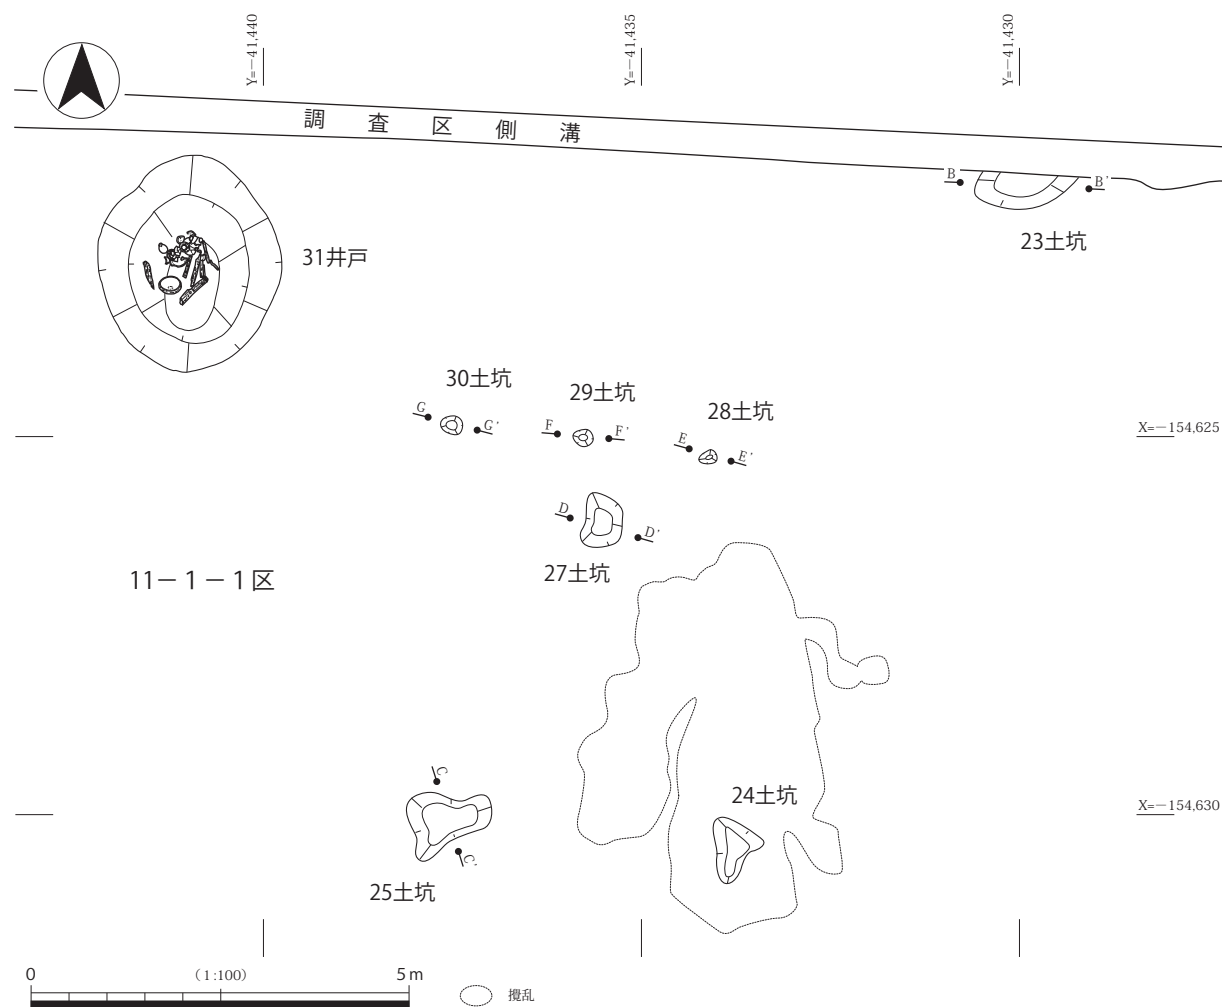 Y=－41,440
Y=－41,435
Y=－41,430
調査区側溝
B
B'
23土坑
31井戸
30土坑
29土坑
28土坑
G
G'
F
F'
E
E'
X=－154,625
D
D'
27土坑
11－1－1区
C
C'
24土坑
X=－154,630
25土坑
0
（1:100）
5m
攪乱